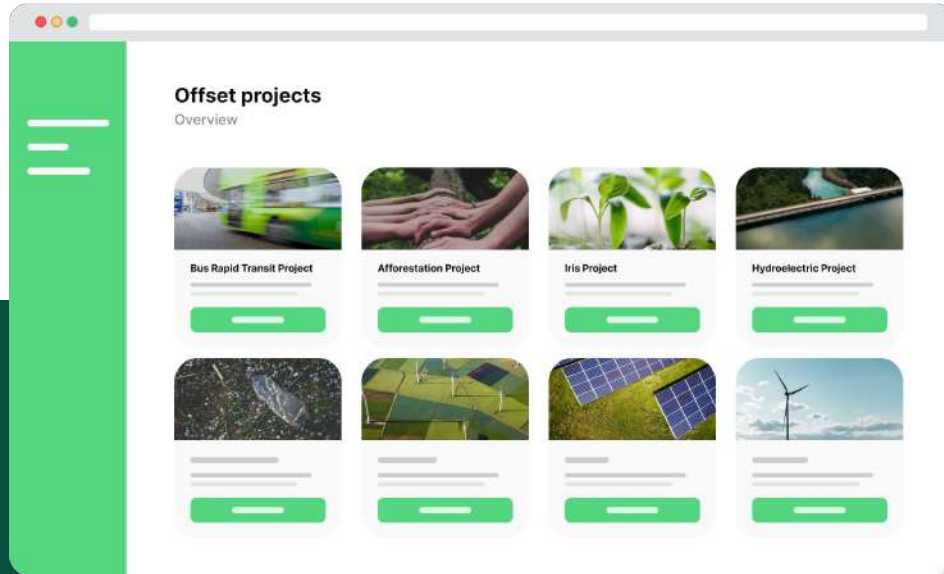 Offset projects
Overview
Bus Rapid Transit Project
Afforestation Project
Iris Project
Hydroelectric Project